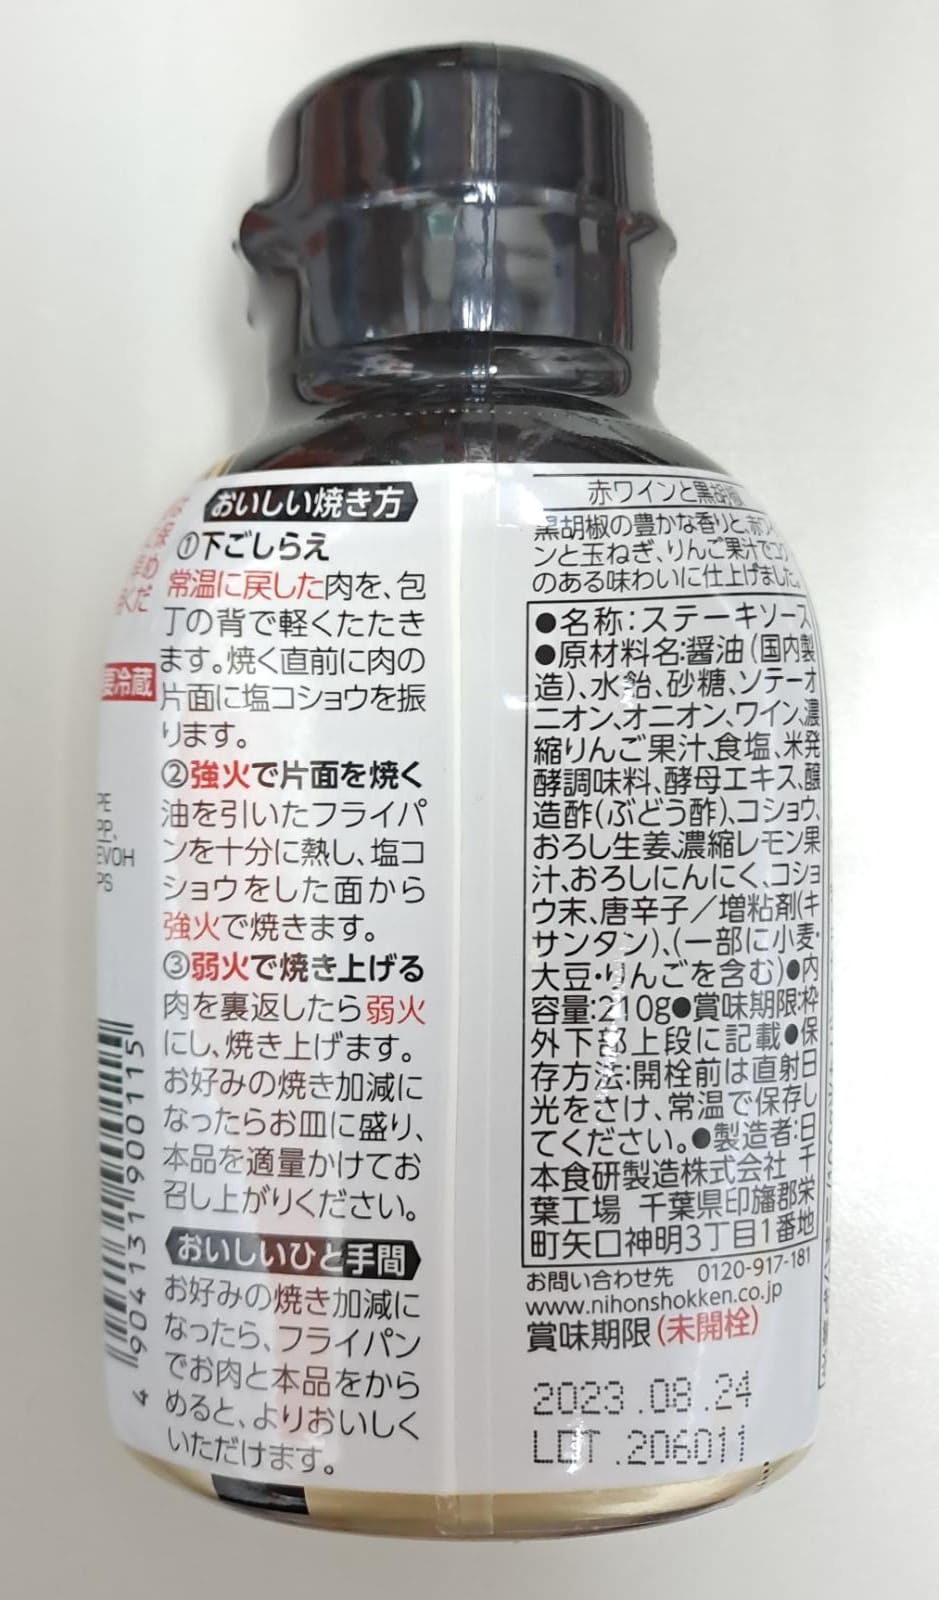 要冷蔵
PE
PP、
EVOH
PS
4 904131 900115
おいしい焼き方
①下ごしらえ
常温に戻した肉を、包
丁の背で軽くたたき
ます。焼く直前に肉の
片面に塩コショウを振
ります。
②強火で片面を焼く
油を引いたフライパ
ンを十分に熱し、塩コ
ショウをした面から
強火で焼きます。
③弱火で焼き上げる
肉を裏返したら弱火
にし、焼き上げます。
お好みの焼き加減に
なったらお皿に盛り、
本品を適量かけてお
召し上がりください。
おいしいひと手間
お好みの焼き加減に
なったら、フライパン
でお肉と本品をから
めると、よりおいしく
いただけます。
赤ワインと黒胡椒
黒胡椒の豊かな香りと、赤ワイ
ンと玉ねぎ、りんご果汁でコク
のある味わいに仕上げました。
●名称:ステーキソース
●原材料名:醤油(国内製
造)、水飴、砂糖、ソテーオ
ニオン、オニオン、ワイン、濃
縮りんご果汁、食塩、米発
酵調味料、酵母エキス、醸
造酢(ぶどう酢)、コショウ、
おろし生姜、濃縮レモン果
汁、おろしにんにく、コショ
ウ末、唐辛子/増粘剤(キ
サンタン)、(一部に小麦・
大豆・りんごを含む)●内
容量:210g●賞味期限:枠
外下部上段に記載●保
存方法:開栓前は直射日
光をさけ、常温で保存し
てください。●製造者:日
本食研製造株式会社 千
葉工場 千葉県印旛郡栄
町矢口神明3丁目1番地
お問い合わせ先 0120-917-181
www.nihonshokken.co.jp
賞味期限(未開栓)
2023.08.24
LOT.206011